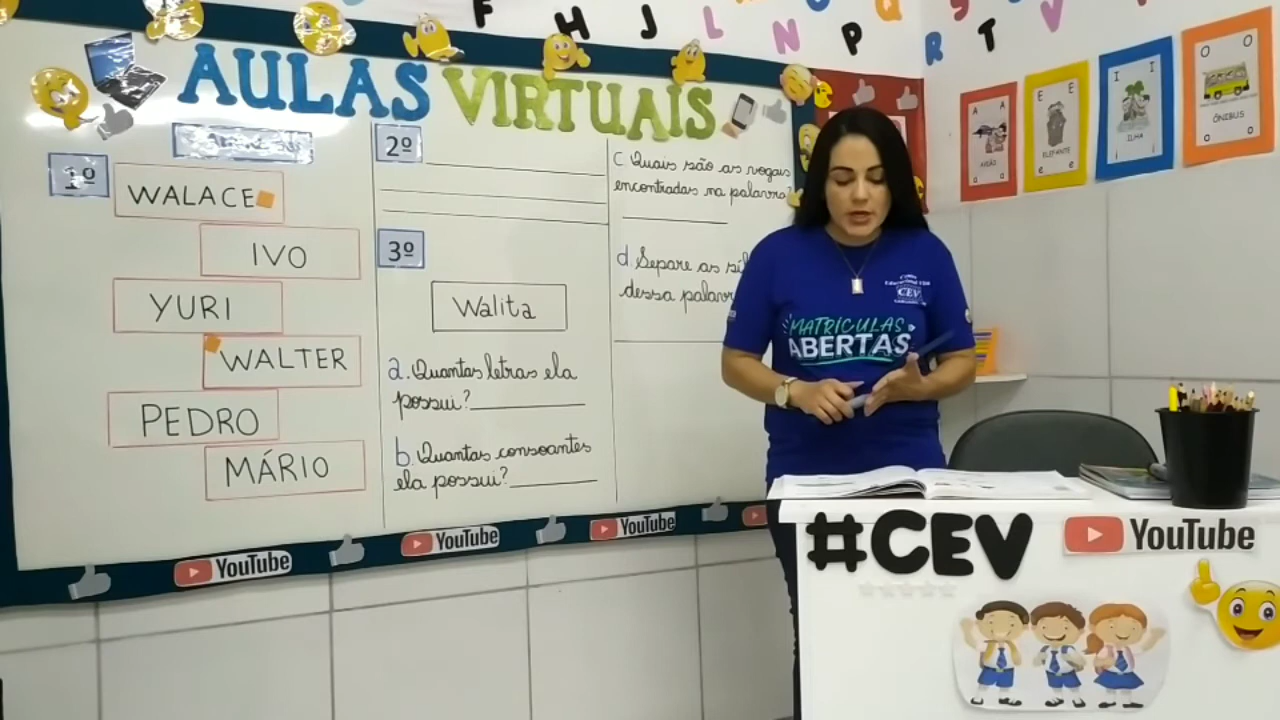 F H J L N P R T V
AULAS VIRTUAIS
1º
WALACE
IVO
YURI
WALTER
PEDRO
MÁRIO
2º
3º
Walita
a. Quantas letras ela
possui?
b. Quantas consoantes
ela possui?
c. Quais são as vogais
encontradas na palavra?
d. Separe as
dessa
YouTube
YouTube
YouTube
CEV
MATRÍCULAS
ABERTAS
A A
AVIÃO
a a
E E
ELEFANTE
e e
I I
ILHA
i i
O O
ÔNIBUS
o o
#CEV
YouTube